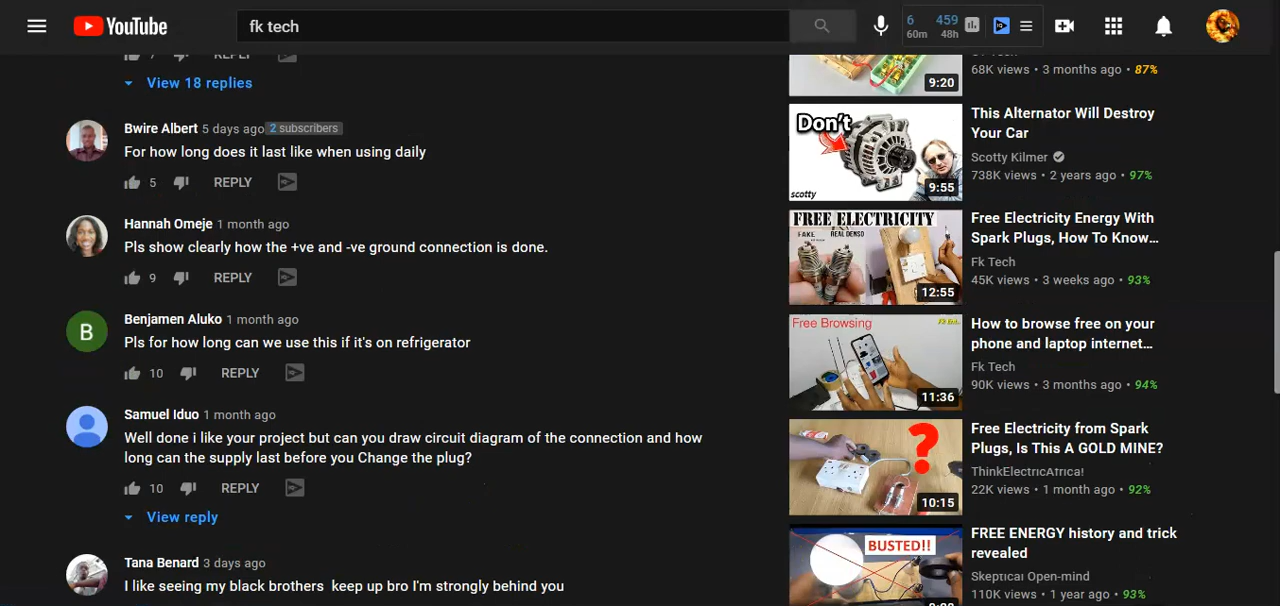 YouTube
fk tech
6 459
60m 48h
View 18 replies
Bwire Albert 5 days ago 2 subscribers
For how long does it last like when using daily
5 REPLY
Hannah Omeje 1 month ago
Pls show clearly how the +ve and -ve ground connection is done.
9 REPLY
Benjamen Aluko 1 month ago
Pls for how long can we use this if it's on refrigerator
10 REPLY
Samuel Iduo 1 month ago
Well done i like your project but can you draw circuit diagram of the connection and how
long can the supply last before you Change the plug?
10 REPLY
View reply
Tana Benard 3 days ago
I like seeing my black brothers keep up bro I'm strongly behind you
9:20
68K views • 3 months ago • 87%
Don't
scotty
9:55
This Alternator Will Destroy
Your Car
Scotty Kilmer
738K views • 2 years ago • 97%
FREE ELECTRICITY
FAKE REAL DENSO
12:55
Free Electricity Energy With
Spark Plugs, How To Know...
Fk Tech
45K views • 3 weeks ago • 93%
Free Browsing
11:36
How to browse free on your
phone and laptop internet...
Fk Tech
90K views • 3 months ago • 94%
?
10:15
Free Electricity from Spark
Plugs, Is This A GOLD MINE?
ThinkElectricAfrica!
22K views • 1 month ago • 92%
BUSTED!!
FREE ENERGY history and trick
revealed
Skeptical Open-mind
110K views • 1 year ago • 93%